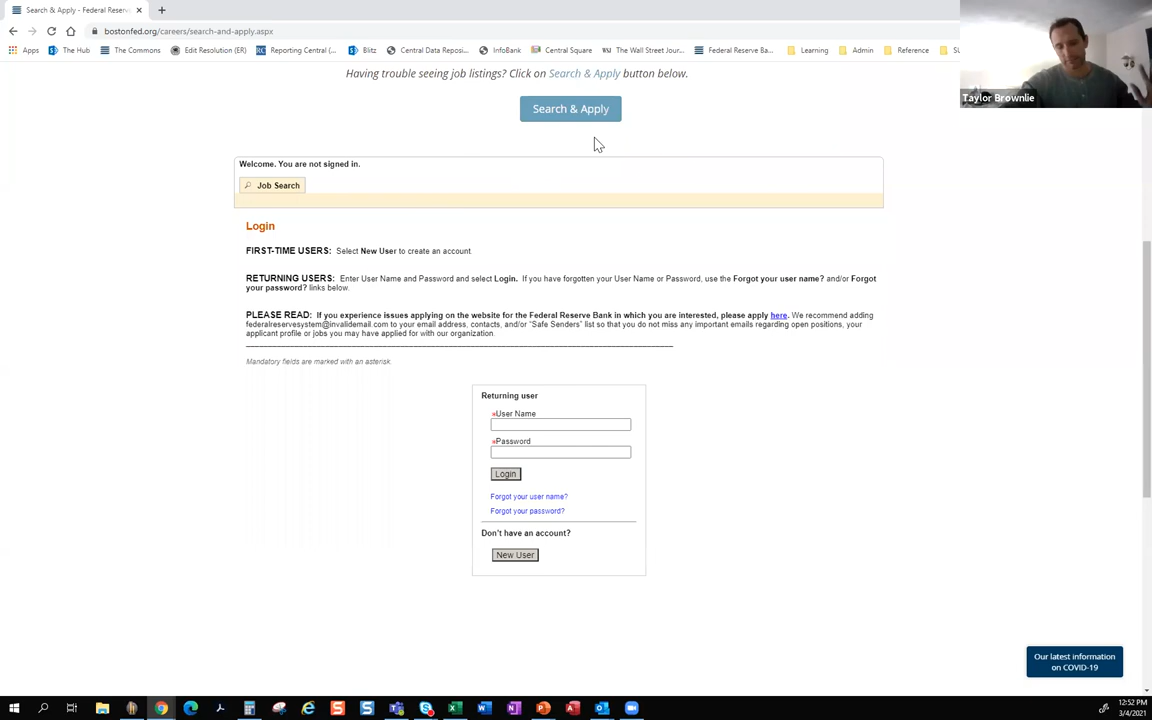 Search & Apply - Federal Reserv
bostonfed.org/careers/search-and-apply.aspx
Apps
The Hub
The Commons
Edit Resolution (ER)
Reporting Central (...
Blitz
Central Data Reposi...
InfoBank
Central Square
The Wall Street Jour...
Federal Reserve Ba...
Learning
Admin
Reference
Taylor Brownlie
Having trouble seeing job listings? Click on Search & Apply button below.
Search & Apply
Welcome. You are not signed in.
Job Search
Login
FIRST-TIME USERS: Select New User to create an account.
RETURNING USERS: Enter User Name and Password and select Login. If you have forgotten your User Name or Password, use the Forgot your user name? and/or Forgot
your password? links below.
PLEASE READ: If you experience issues applying on the website for the Federal Reserve Bank in which you are interested, please apply here. We recommend adding
federalreservesystem@invalidemail.com to your email address, contacts, and/or "Safe Senders" list so that you do not miss any important emails regarding open positions, your
applicant profile or jobs you may have applied for with our organization.
Mandatory fields are marked with an asterisk.
Returning user
*User Name
*Password
Login
Forgot your user name?
Forgot your password?
Don't have an account?
New User
Our latest information
on COVID-19
12:52 PM
3/4/2021